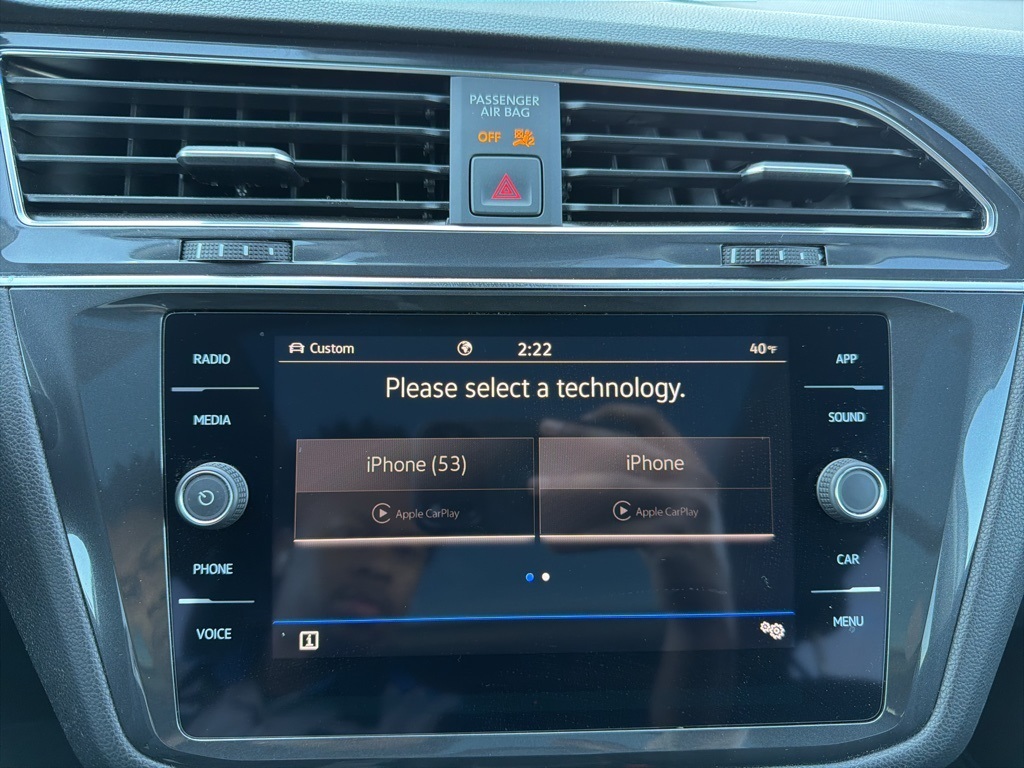 PASSENGER
AIR BAG
OFF
Custom
2:22
40°F
Please select a technology.
iPhone (53)
iPhone
Apple CarPlay
Apple CarPlay
RADIO
MEDIA
PHONE
VOICE
APP
SOUND
CAR
MENU